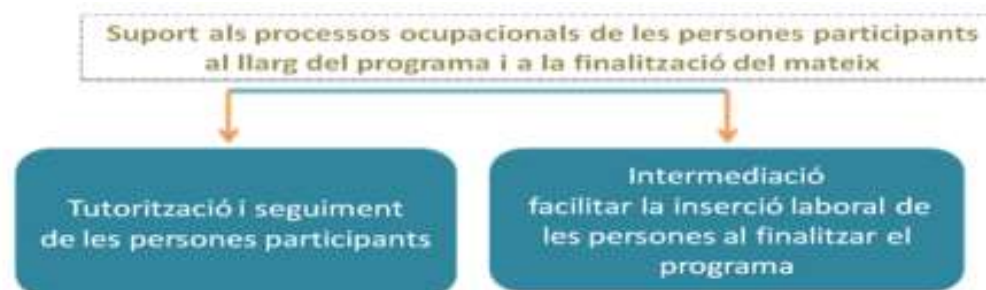 Suport als processos ocupacionals de les persones participants
al llarg del programa i a la finalització del mateix
Tutorització i seguiment
de les persones participants
Intermediació
facilitar la inserció laboral de
les persones al finalitzar el
programa